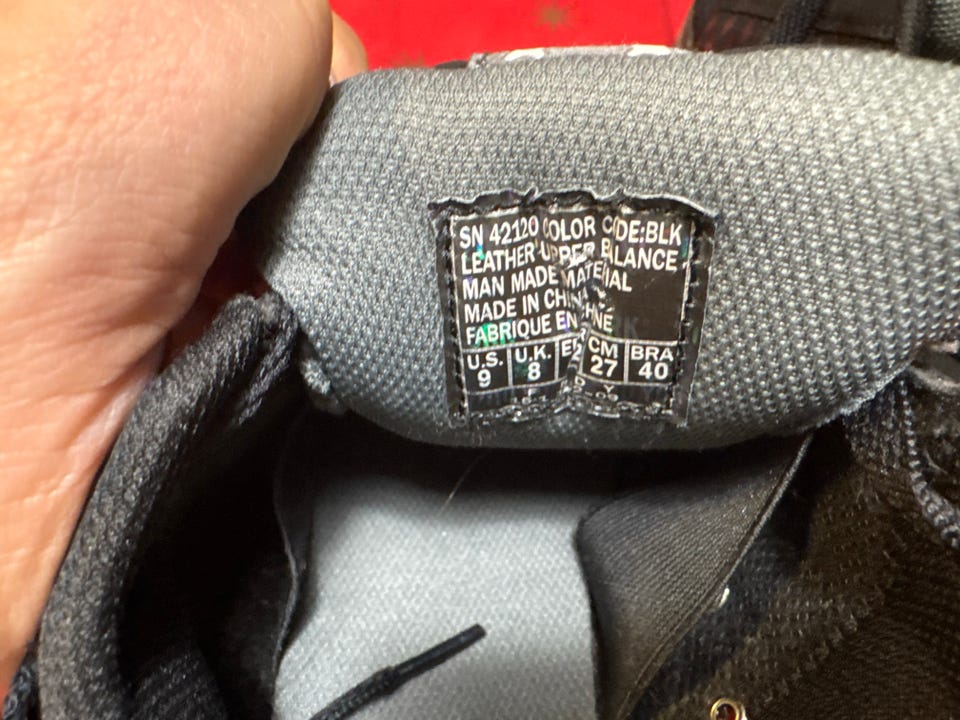 SN 42120 COLOR CODE:BLK
LEATHER UPPER BALANCE
MAN MADE MATERIAL
MADE IN CHINA
FABRIQUE EN CHINE
U.S. U.K. CM BRA
9 8 27 40